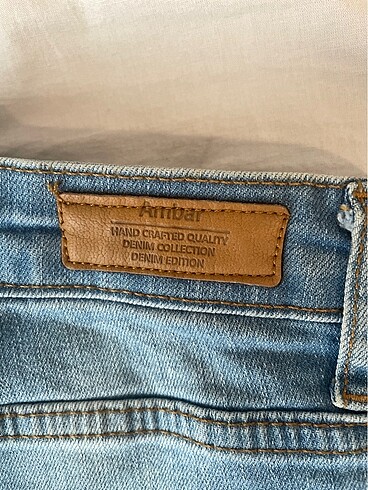 Ambar
HAND CRAFTED QUALITY
DENIM COLLECTION
DENIM EDITION